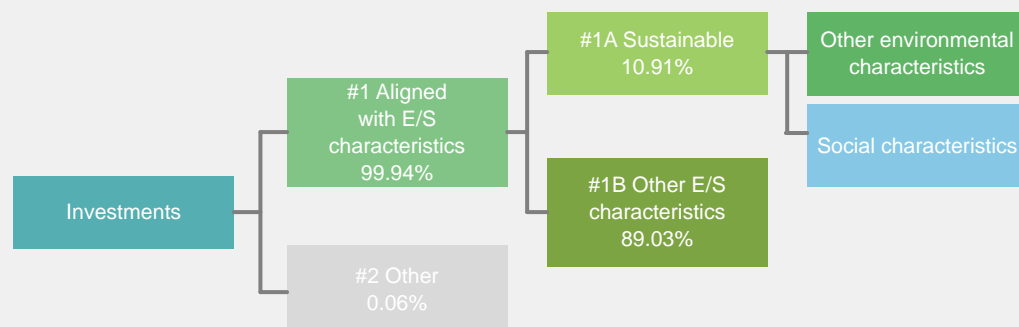 Investments
#1 Aligned
with E/S
characteristics
99.94%
#2 Other
0.06%
#1A Sustainable
10.91%
#1B Other E/S
characteristics
89.03%
Other environmental
characteristics
Social characteristics